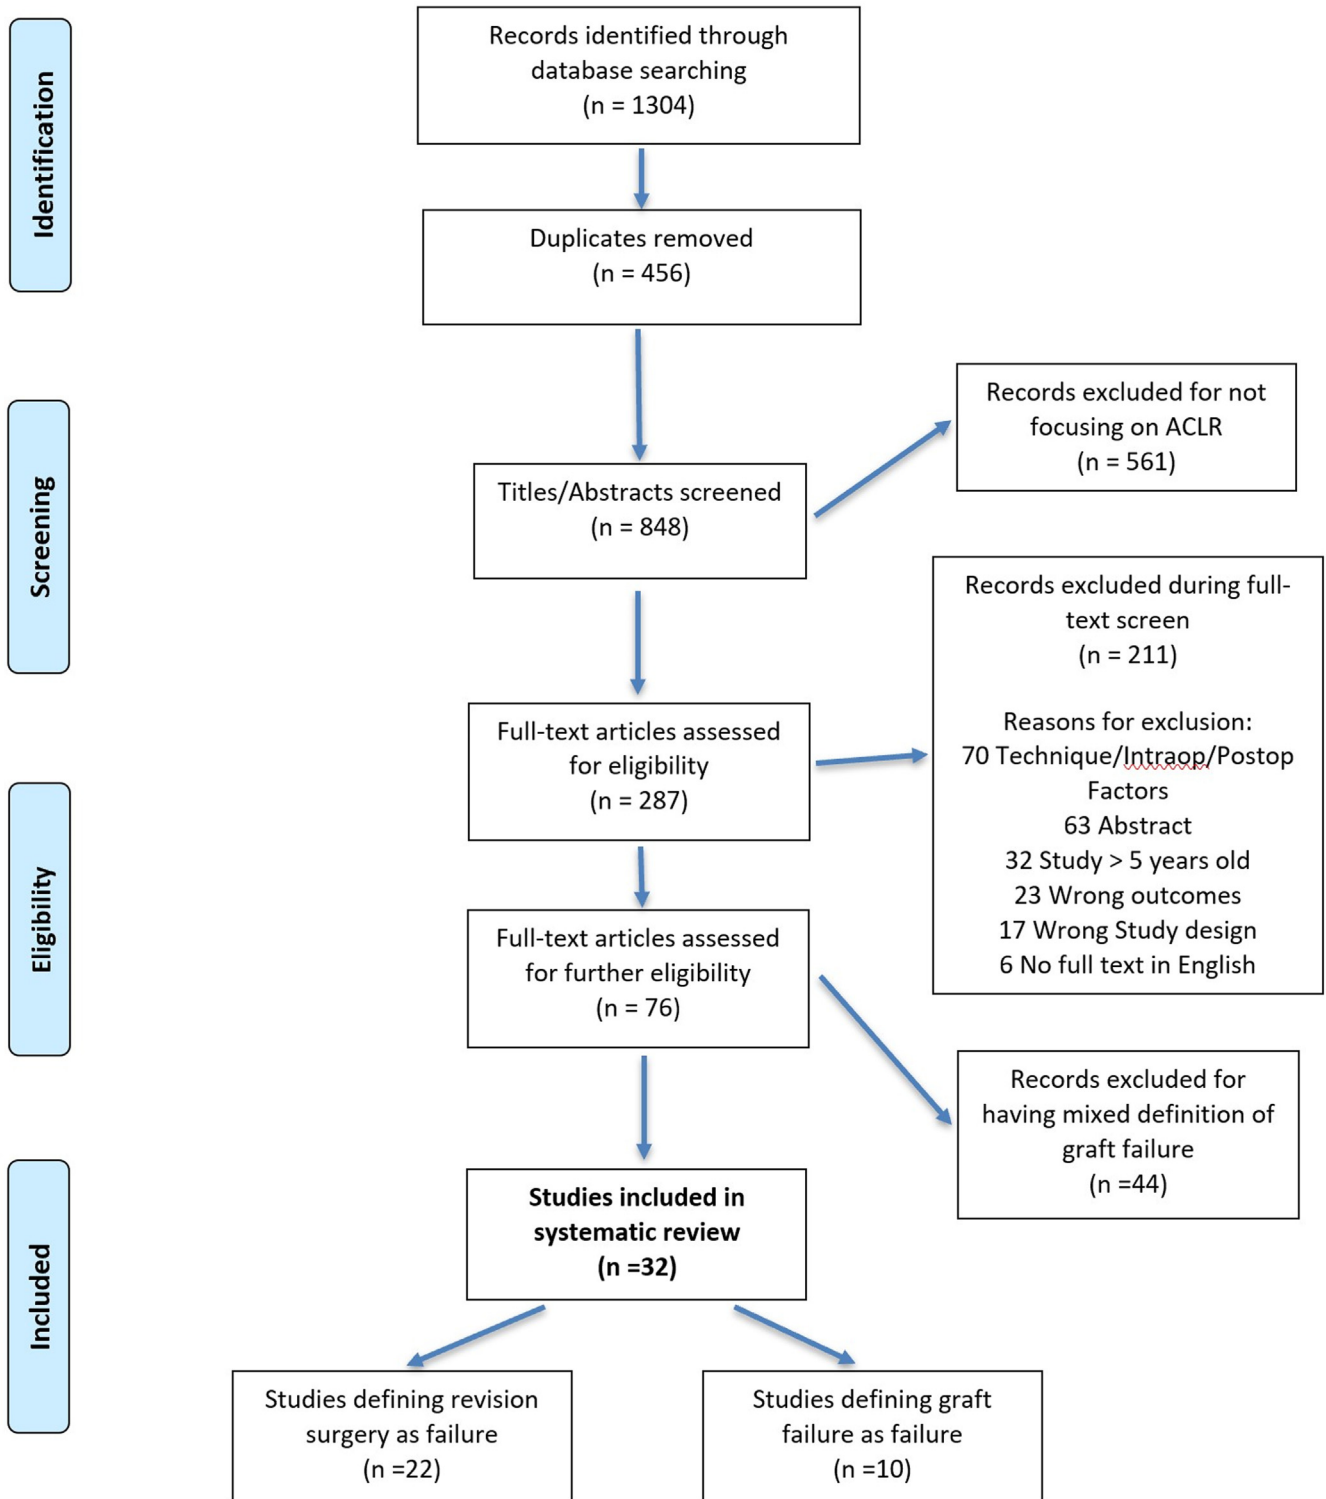 Identification
Records identified through
database searching
(n = 1304)
Duplicates removed
(n = 456)
Screening
Titles/Abstracts screened
(n = 848)
Records excluded for not
focusing on ACLR
(n = 561)
Eligibility
Full-text articles assessed
for eligibility
(n = 287)
Records excluded during full-
text screen
(n = 211)
Reasons for exclusion:
70 Technique/Intraop/Postop
Factors
63 Abstract
32 Study > 5 years old
23 Wrong outcomes
17 Wrong Study design
6 No full text in English
Full-text articles assessed
for further eligibility
(n = 76)
Records excluded for
having mixed definition of
graft failure
(n =44)
Included
Studies included in
systematic review
(n =32)
Studies defining revision
surgery as failure
(n =22)
Studies defining graft
failure as failure
(n =10)